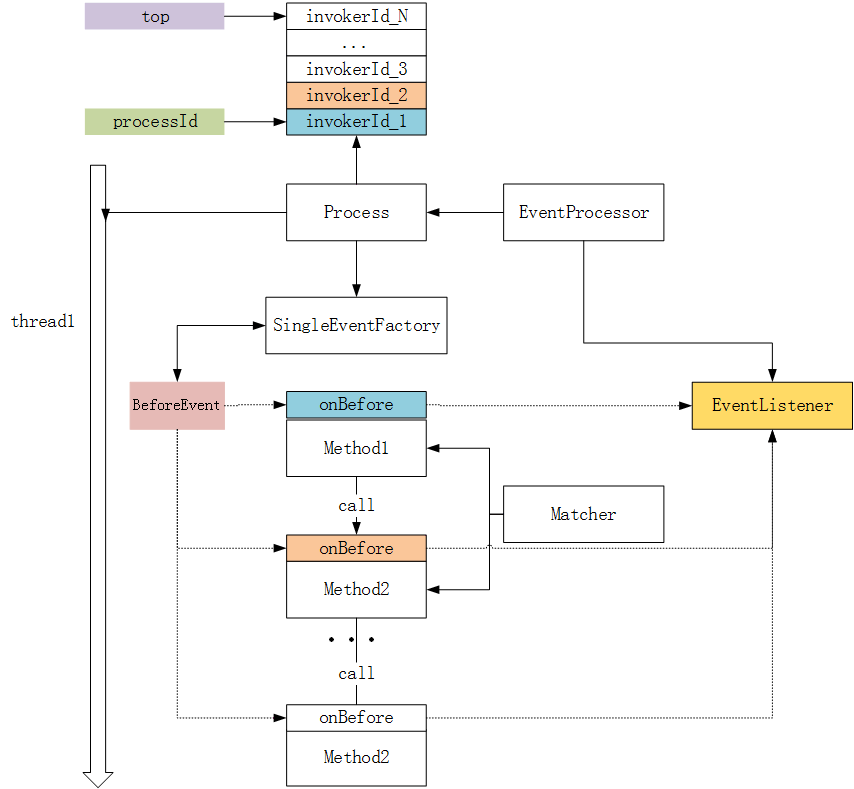 top
invokerId_N
...
invokerId_3
invokerId_2
processId
invokerId_1
Process
EventProcessor
thread1
SingleEventFactory
BeforeEvent
onBefore
EventListener
Method1
call
Matcher
onBefore
Method2
• • •
call
onBefore
Method2